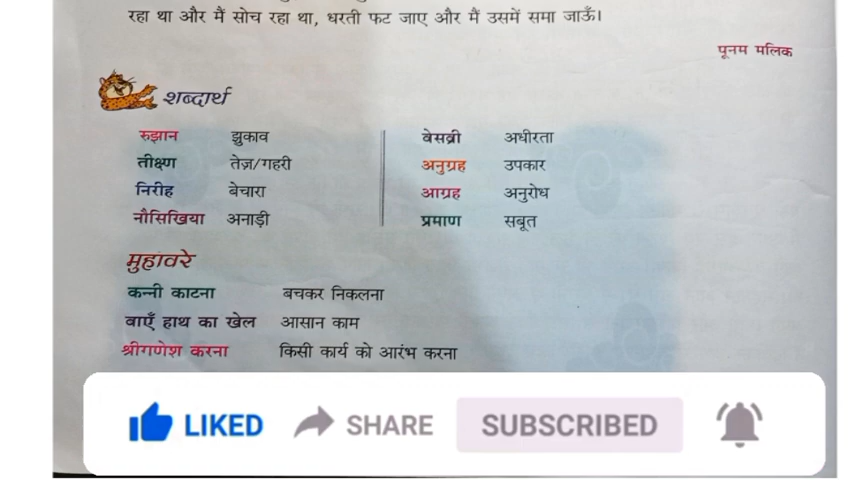 रहा था और मैं सोच रहा था, धरती फट जाए और मैं उसमें समा जाऊँ।
पूनम मलिक
शब्दार्थ
रुझान झुकाव
तीक्ष्ण तेज़/गहरी
निरीह बेचारा
नौसिखिया अनाड़ी
बेसब्री अधीरता
अनुग्रह उपकार
आग्रह अनुरोध
प्रमाण सबूत
मुहावरे
कन्नी काटना बचकर निकलना
बाएँ हाथ का खेल आसान काम
श्रीगणेश करना किसी कार्य को आरंभ करना
LIKED SHARE SUBSCRIBED